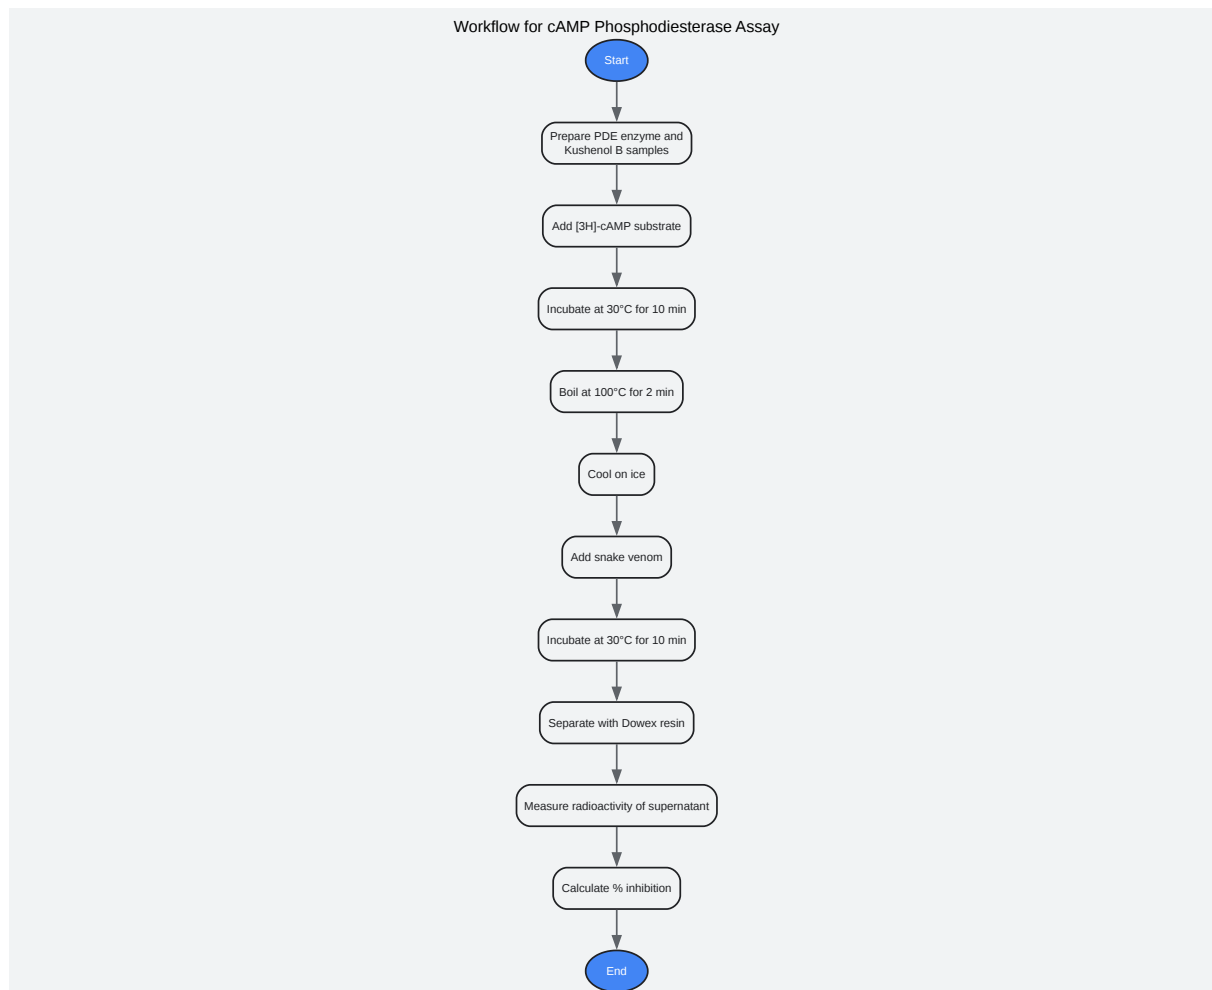 Workflow for cAMP Phosphodiesterase Assay
Start
Prepare PDE enzyme and
Kushenol B samples
Add [3H]-cAMP substrate
Incubate at 30°C for 10 min
Boil at 100°C for 2 min
Cool on ice
Add snake venom
Incubate at 30°C for 10 min
Separate with Dowex resin
Measure radioactivity of supernatant
Calculate % inhibition
End